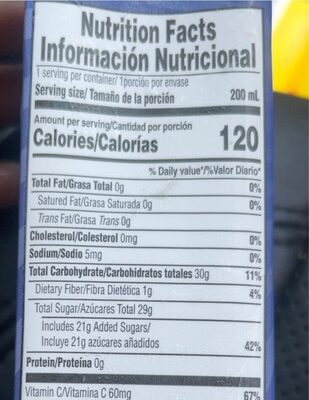 Nutrition Facts
Información Nutricional
1 serving per container/ 1porción por envase
Serving size/ Tamaño de la porción 200 mL
Amount per serving/Cantidad por porción
Calories/Calorías 120
% Daily value*/%Valor Diario*
Total Fat/Grasa Total 0g 0%
Satured Fat/Grasa Saturada 0g 0%
Trans Fat/Grasa Trans 0g
Cholesterol/Colesterol 0mg 0%
Sodium/Sodio 5mg 0%
Total Carbohydrate/Carbohidratos totales 30g 11%
Dietary Fiber/Fibra Dietética 1g 4%
Total Sugar/Azúcares Total 29g
Includes 21g Added Sugars/
Incluye 21g azúcares añadidos 42%
Protein/Proteína 0g
Vitamin C/Vitamina C 60mg 67%